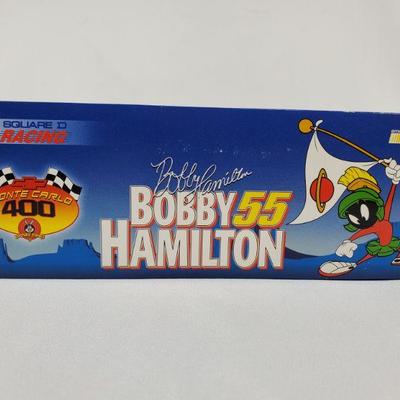 SQUARE D
RACING
MONTE CARLO
400
Bobby Hamilton
BOBBY 55
HAMILTON